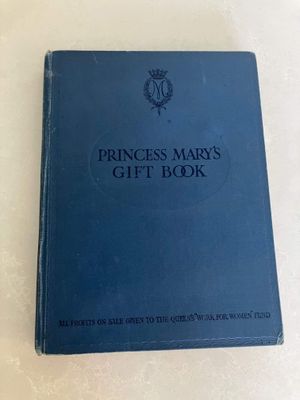 M
PRINCESS MARY'S
GIFT BOOK
ALL PROFITS ON SALE GIVEN TO THE QUEEN'S "WORK FOR WOMEN" FUND